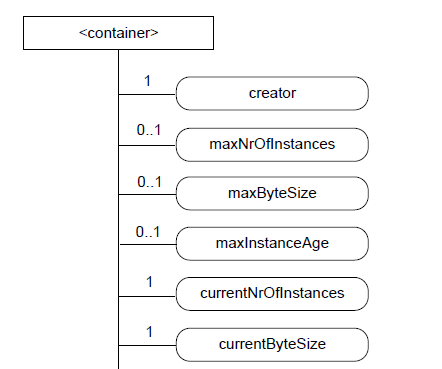 <container>
1
creator
0..1
maxNrOfInstances
0..1
maxByteSize
0..1
maxInstanceAge
1
currentNrOfInstances
1
currentByteSize